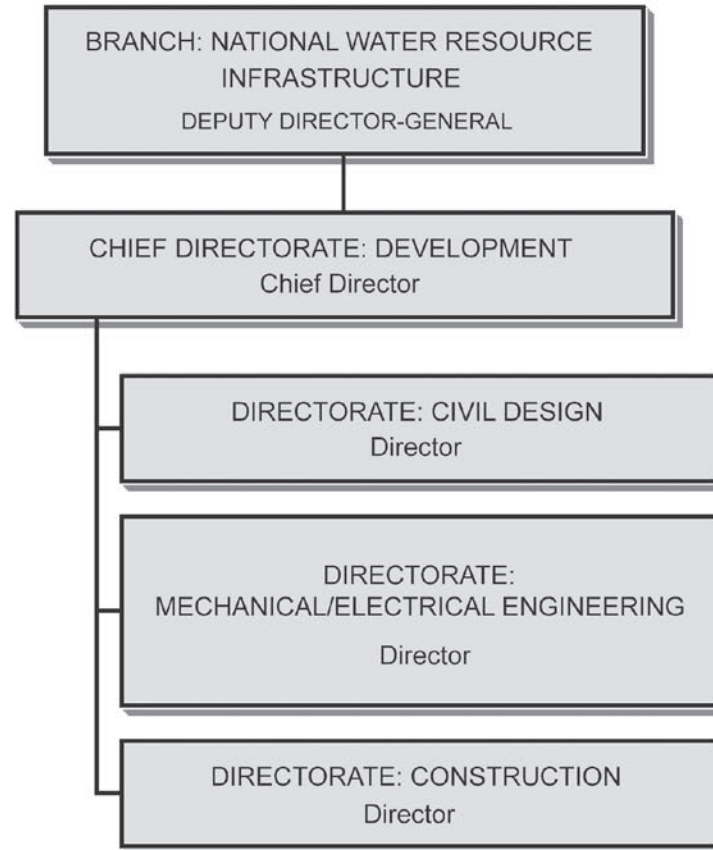 BRANCH: NATIONAL WATER RESOURCE
INFRASTRUCTURE
DEPUTY DIRECTOR-GENERAL
CHIEF DIRECTORATE: DEVELOPMENT
Chief Director
DIRECTORATE: CIVIL DESIGN
Director
DIRECTORATE:
MECHANICAL/ELECTRICAL ENGINEERING
Director
DIRECTORATE: CONSTRUCTION
Director